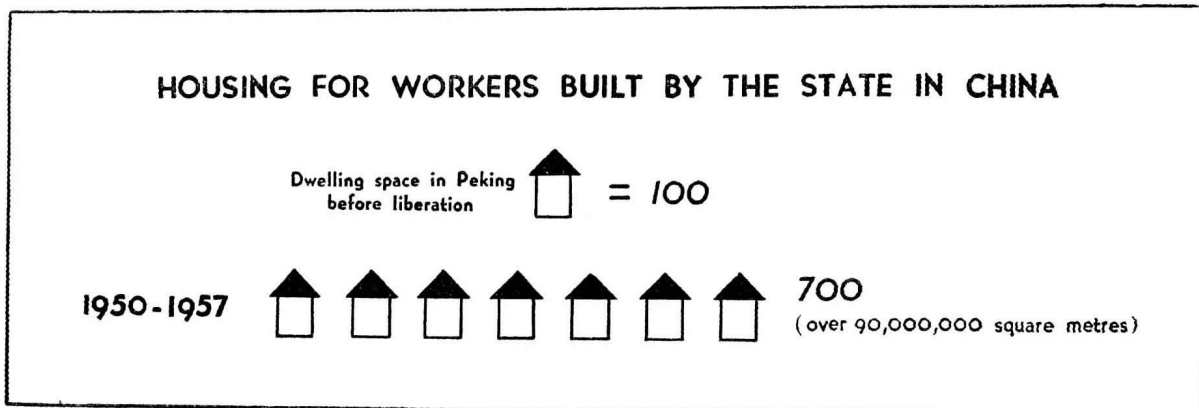 HOUSING FOR WORKERS BUILT BY THE STATE IN CHINA
Dwelling space in Peking
before liberation
= 100
1950-1957
700
(over 90,000,000 square metres)